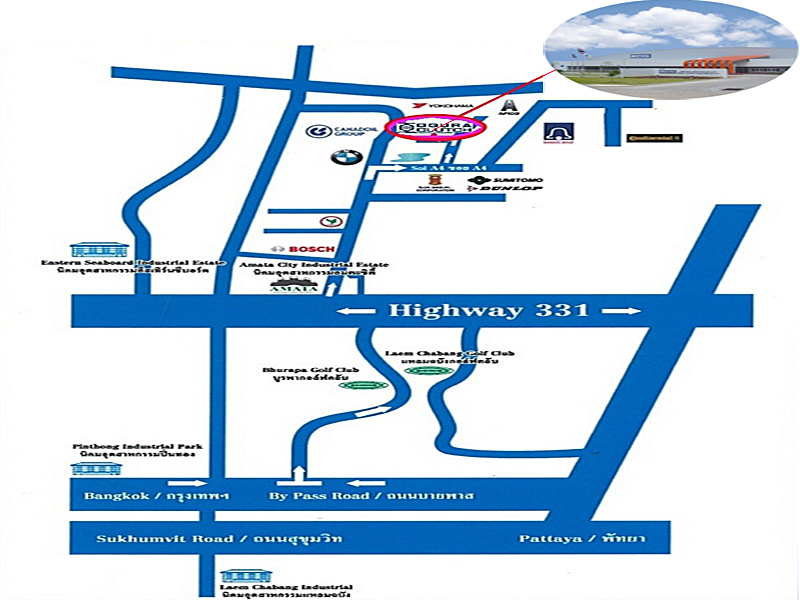 YOKOHAMA
APICO
CANADOIL
GROUP
Soi A4 ซอย A4
SUMITOMO
DUNLOP
Continental
BOSCH
Eastern Seaboard Industrial Estate
นิคมอุตสาหกรรมอีสเทิร์นซีบอร์ด
Amata City Industrial Estate
นิคมอุตสาหกรรมอมตะซิตี้
AMATA
Highway 331
Bhurapa Golf Club
บูรพากอล์ฟคลับ
Laem Chabang Golf Club
แหลมฉบังกอล์ฟคลับ
Pinthong Industrial Park
นิคมอุตสาหกรรมปิ่นทอง
Bangkok / กรุงเทพฯ
By Pass Road / ถนนบายพาส
Sukhumvit Road / ถนนสุขุมวิท
Pattaya / พัทยา
Laem Chabang Industrial
นิคมอุตสาหกรรมแหลมฉบัง